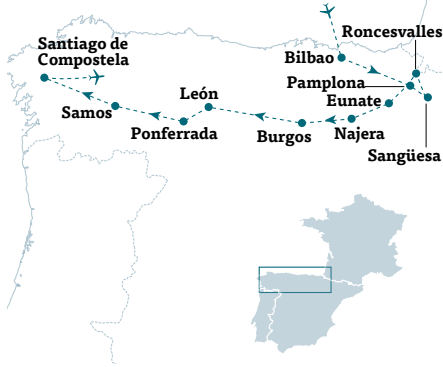 Roncesvalles
Santiago de
Compostela
Bilbao
Pamplona
León
Eunate
Samos
Ponferrada
Burgos
Najera
Sangüesa